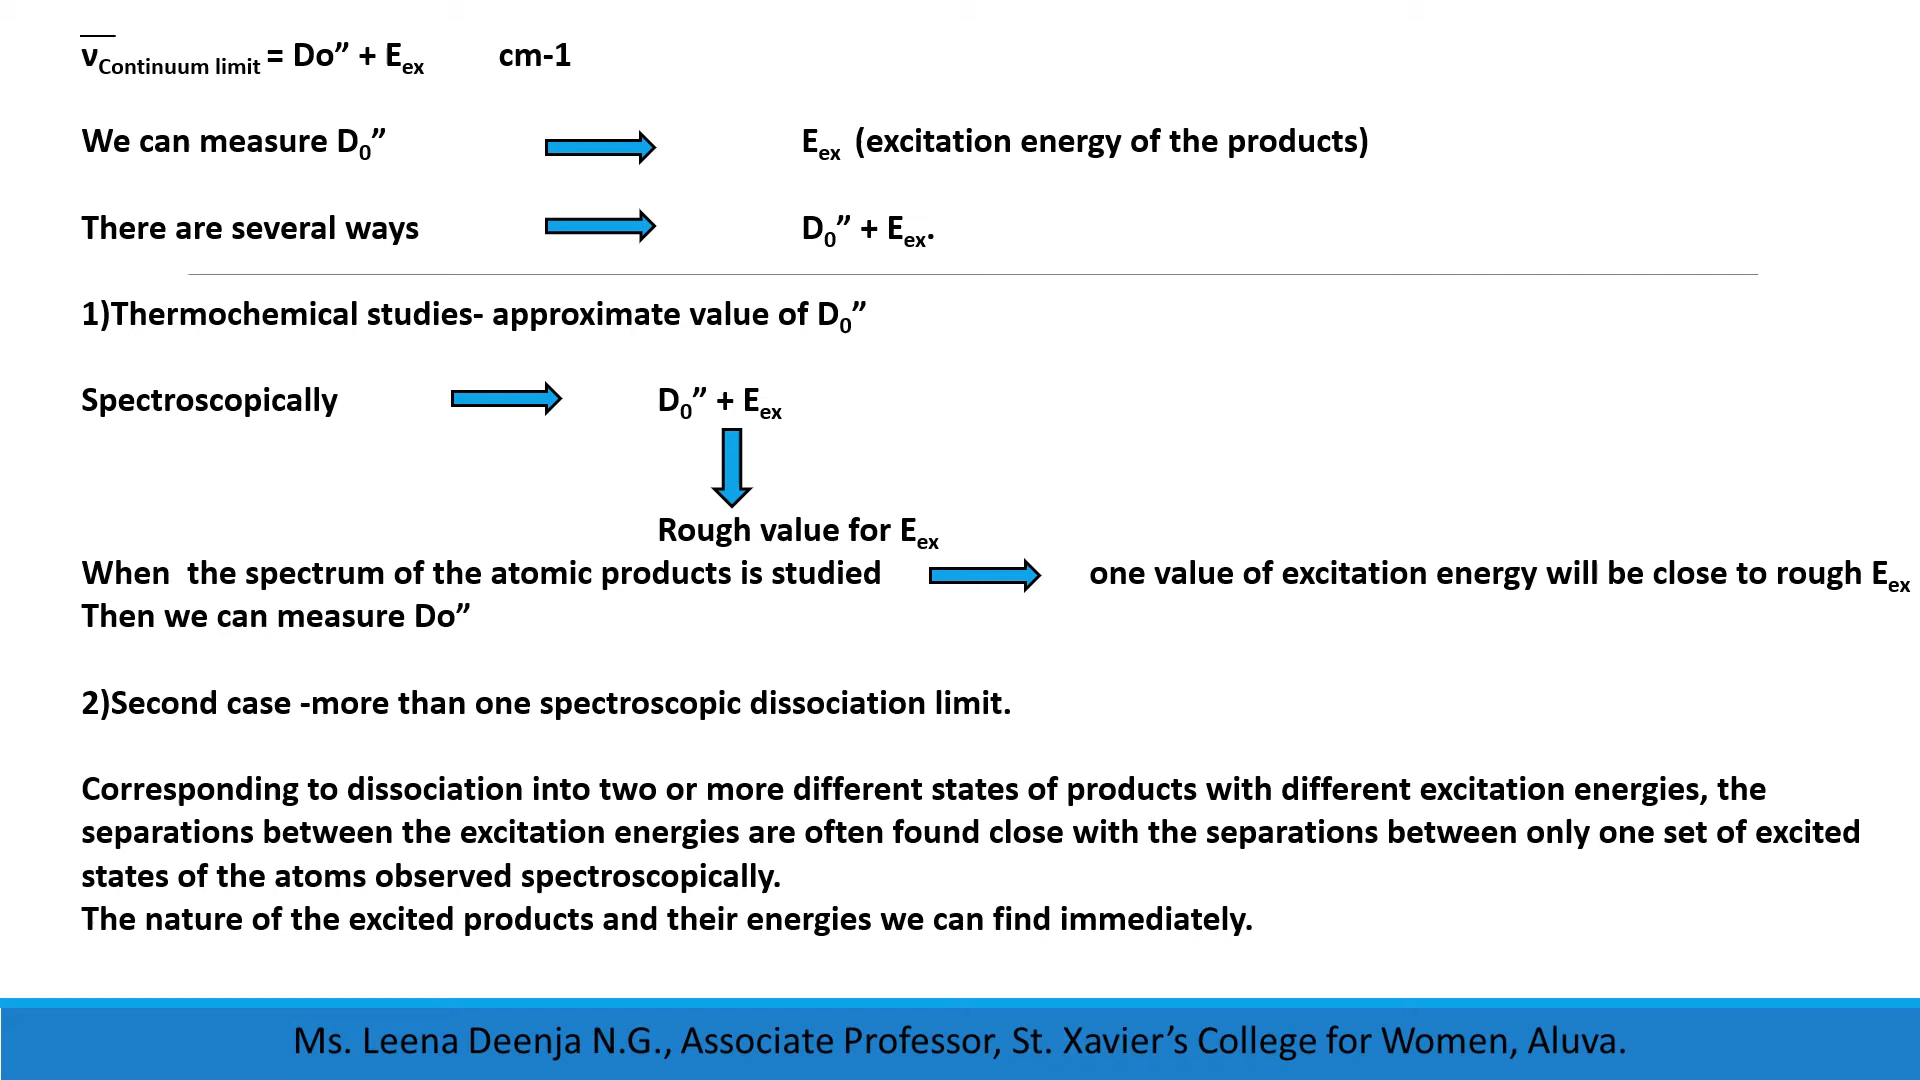 ν̅Continuum limit = Do” + Eex cm-1
We can measure D0” Eex (excitation energy of the products)
There are several ways D0” + Eex.
1)Thermochemical studies- approximate value of D0”
Spectroscopically D0” + Eex
Rough value for Eex
When the spectrum of the atomic products is studied one value of excitation energy will be close to rough Eex
Then we can measure Do”
2)Second case -more than one spectroscopic dissociation limit.
Corresponding to dissociation into two or more different states of products with different excitation energies, the
separations between the excitation energies are often found close with the separations between only one set of excited
states of the atoms observed spectroscopically.
The nature of the excited products and their energies we can find immediately.
Ms. Leena Deenja N.G., Associate Professor, St. Xavier’s College for Women, Aluva.